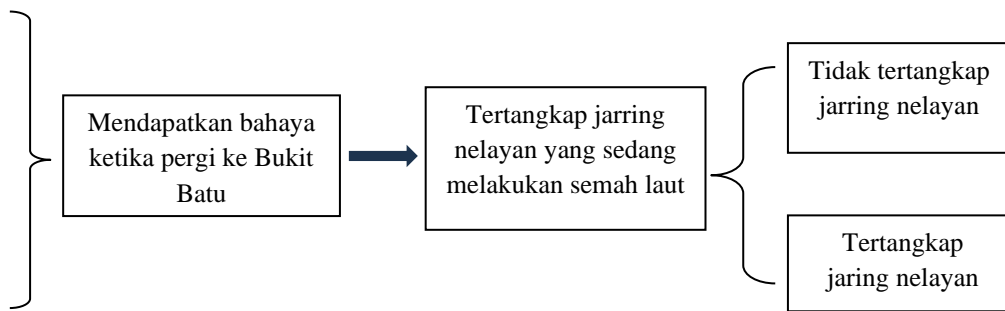 Mendapatkan bahaya
ketika pergi ke Bukit
Batu
Tertangkap jarring
nelayan yang sedang
melakukan semah laut
Tidak tertangkap
jarring nelayan
Tertangkap
jaring nelayan